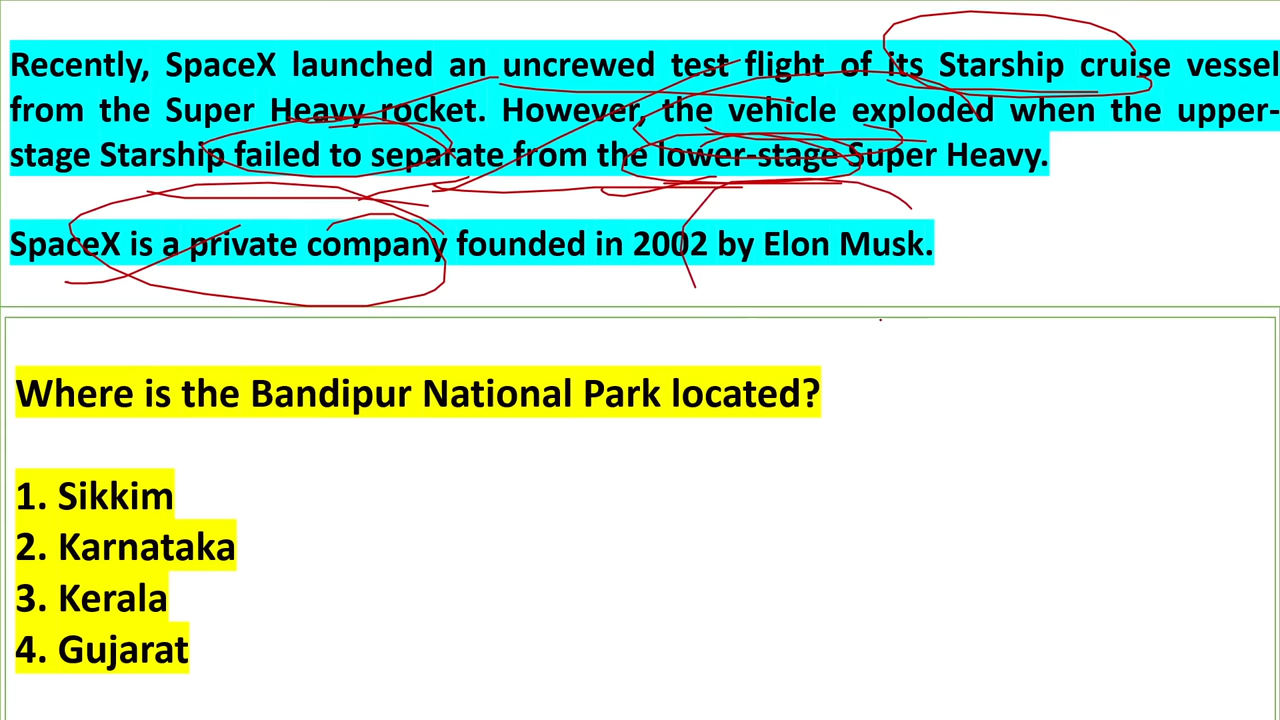 Recently, SpaceX launched an uncrewed test flight of its Starship cruise vessel
from the Super Heavy rocket. However, the vehicle exploded when the upper-
stage Starship failed to separate from the lower-stage Super Heavy.
SpaceX is a private company founded in 2002 by Elon Musk.
Where is the Bandipur National Park located?
1. Sikkim
2. Karnataka
3. Kerala
4. Gujarat